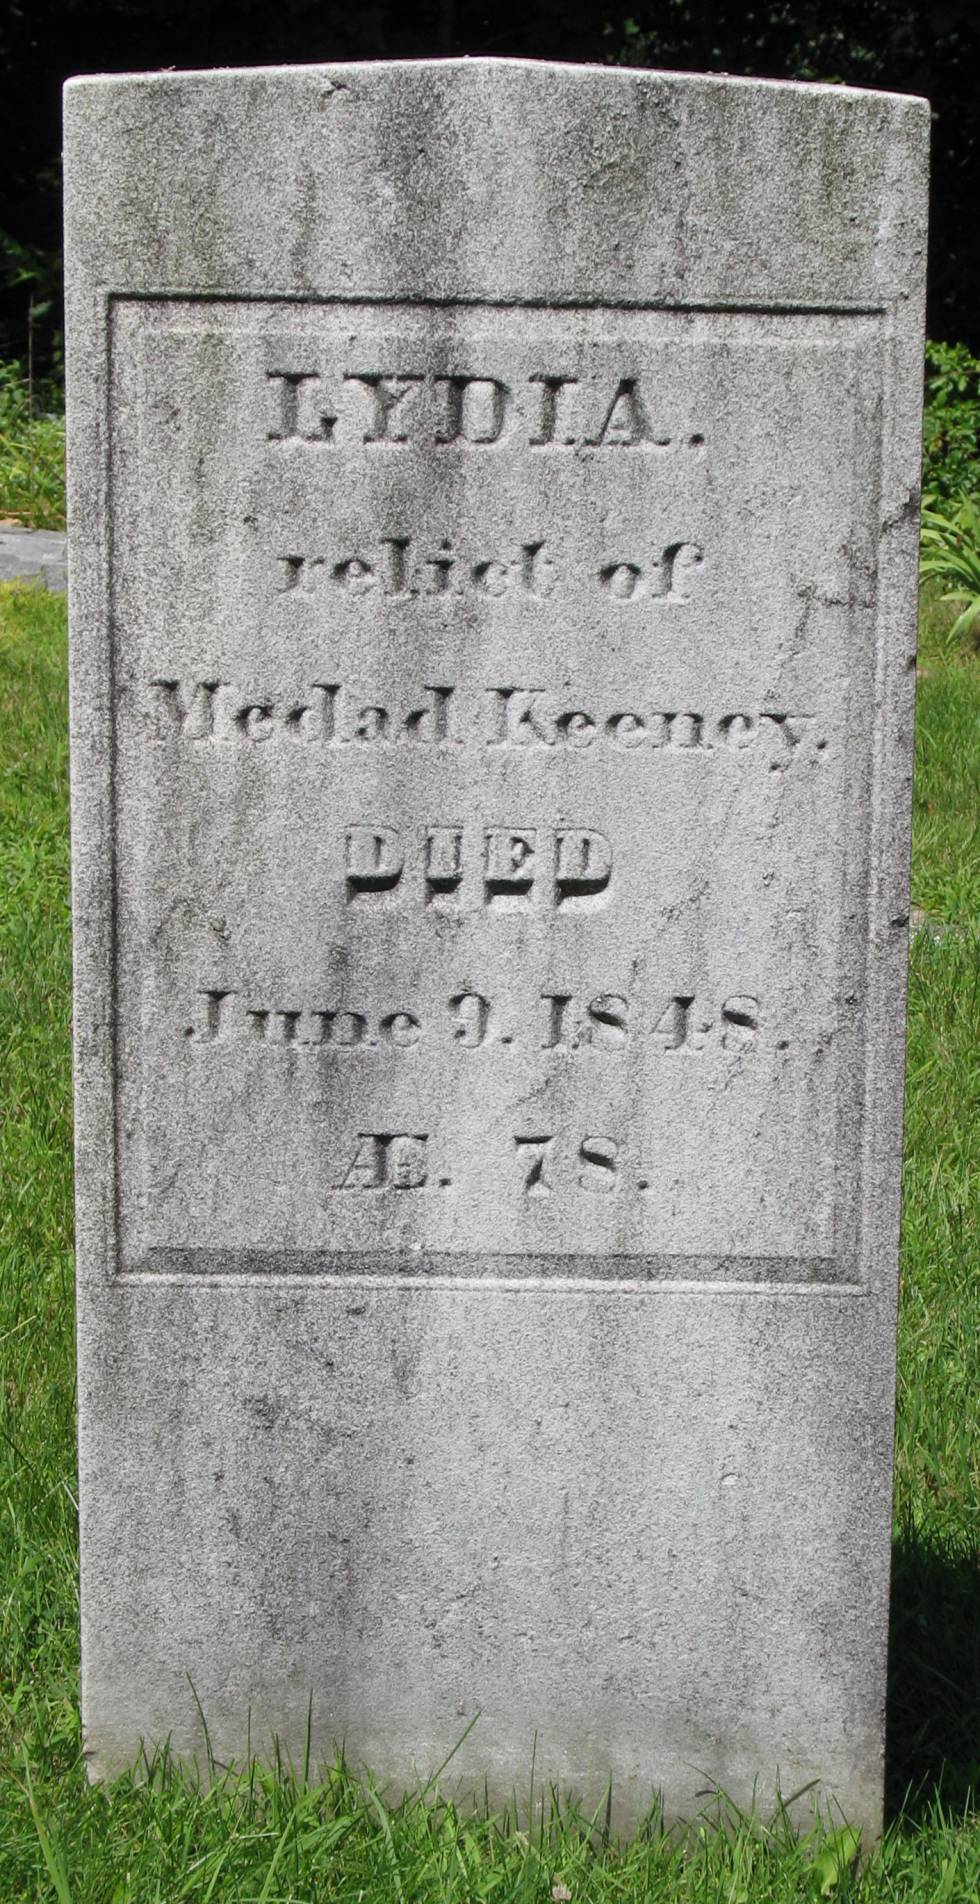 LYDIA.
relict of
Medad Keeney.
DIED
June 9. 1848.
Æ. 78.